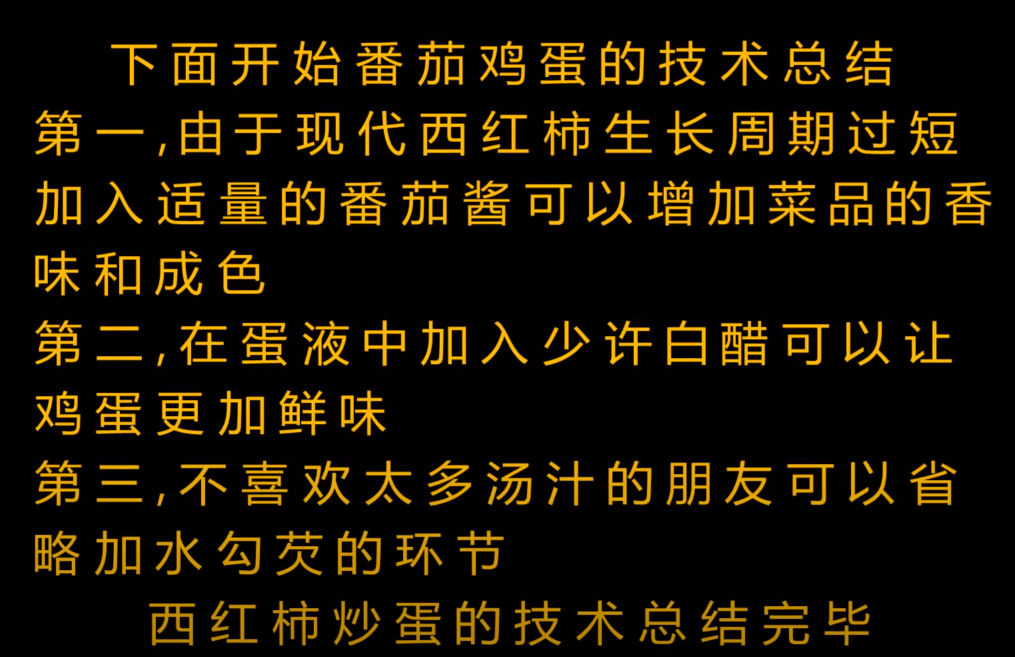 下面开始番茄鸡蛋的技术总结
第一,由于现代西红柿生长周期过短
加入适量的番茄酱可以增加菜品的香
味和成色
第二,在蛋液中加入少许白醋可以让
鸡蛋更加鲜味
第三,不喜欢太多汤汁的朋友可以省
略加水勾芡的环节
西红柿炒蛋的技术总结完毕